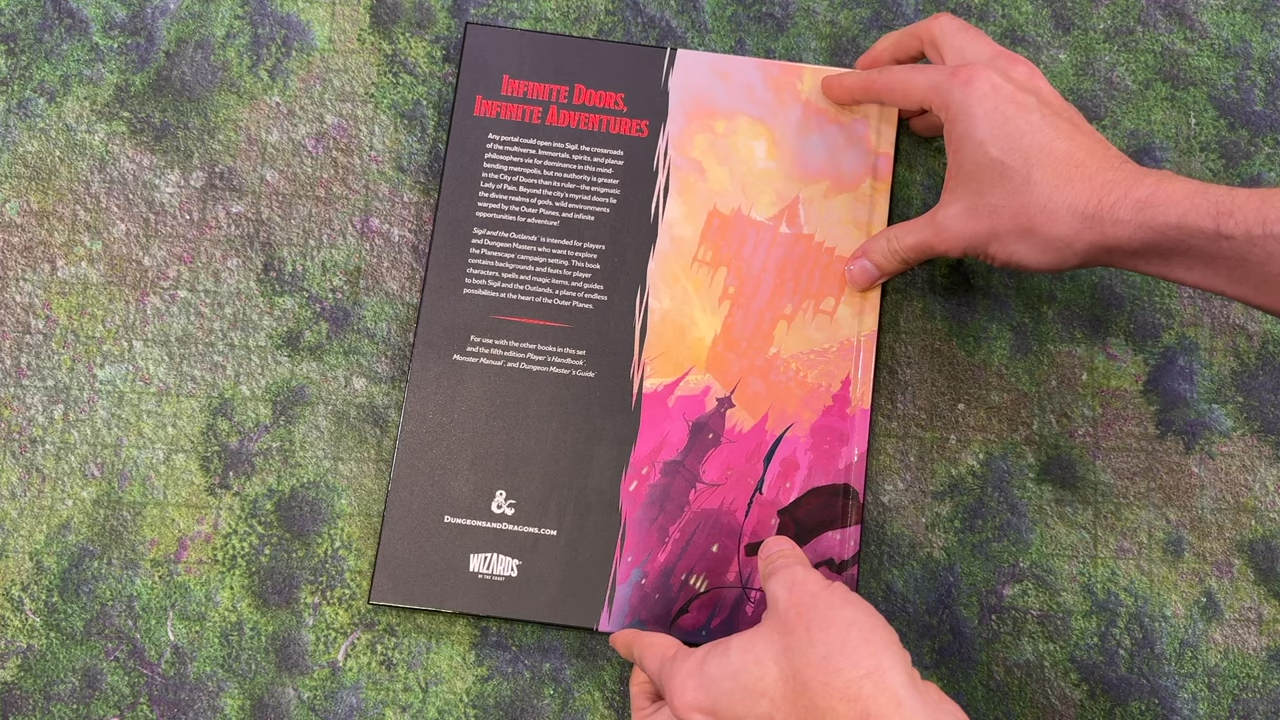 INFINITE DOORS,
INFINITE ADVENTURES
Any portal could open into Sigil, the crossroads
of the multiverse. Immortals, spirits, and planar
philosophers vie for dominance in this mind-
bending metropolis, but no authority is greater
in the City of Doors than its ruler—the enigmatic
Lady of Pain. Beyond the city's myriad doors lie
the divine realms of gods, wild environments
warped by the Outer Planes, and infinite
opportunities for adventure!
Sigil and the Outlands™ is intended for players
and Dungeon Masters who want to explore
the Planescape® campaign setting. This book
contains backgrounds and feats for player
characters, spells and magic items, and guides
to both Sigil and the Outlands, a plane of endless
possibilities at the heart of the Outer Planes.
For use with the other books in this set
and the fifth edition Player's Handbook®,
Monster Manual®, and Dungeon Master's Guide®
DUNGEONSANDDRAGONS.COM
WIZARDS®
OF THE COAST